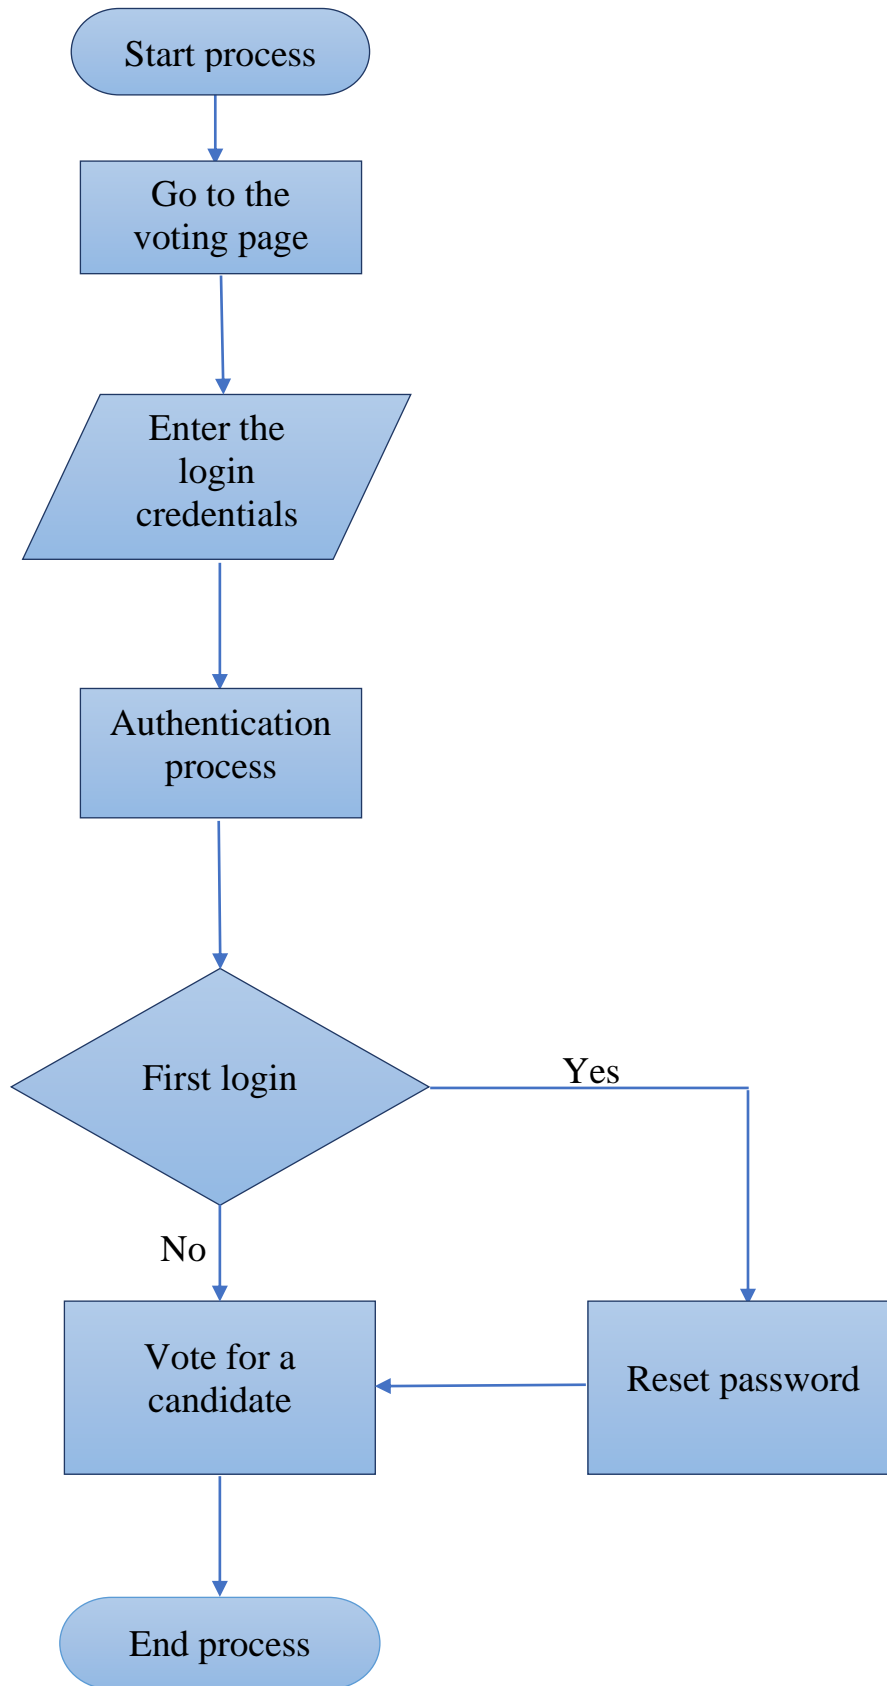 Start process
Go to the
voting page
Enter the
login
credentials
Authentication
process
First login
Yes
No
Vote for a
candidate
Reset password
End process